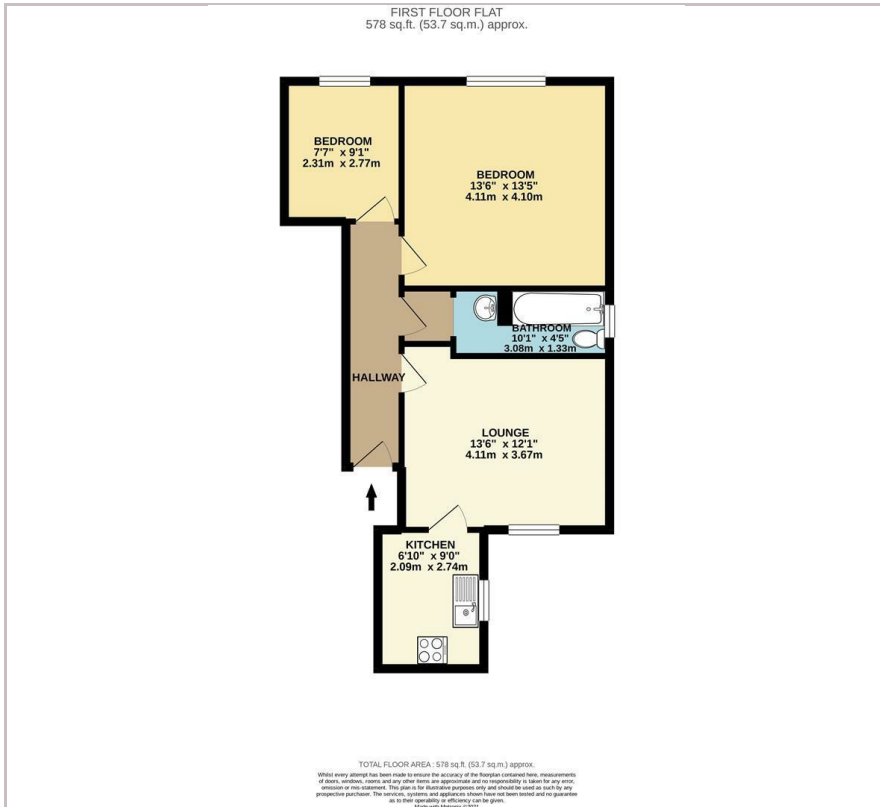 FIRST FLOOR FLAT
578 sq.ft. (53.7 sq.m.) approx.
BEDROOM
7'7" x 9'1"
2.31m x 2.77m
BEDROOM
13'6" x 13'5"
4.11m x 4.10m
BATHROOM
10'1" x 4'5"
3.08m x 1.33m
HALLWAY
LOUNGE
13'6" x 12'1"
4.11m x 3.67m
KITCHEN
6'10" x 9'0"
2.09m x 2.74m
TOTAL FLOOR AREA : 578 sq.ft. (53.7 sq.m.) approx.
Whilst every attempt has been made to ensure the accuracy of the floorplan contained here, measurements
of doors, windows, rooms and any other items are approximate and no responsibility is taken for any error,
omission or mis-statement. This plan is for illustrative purposes only and should be used as such by any
prospective purchaser. The services, systems and appliances shown have not been tested and no guarantee
as to their operability or efficiency can be given.
Made with Metropix ©2021